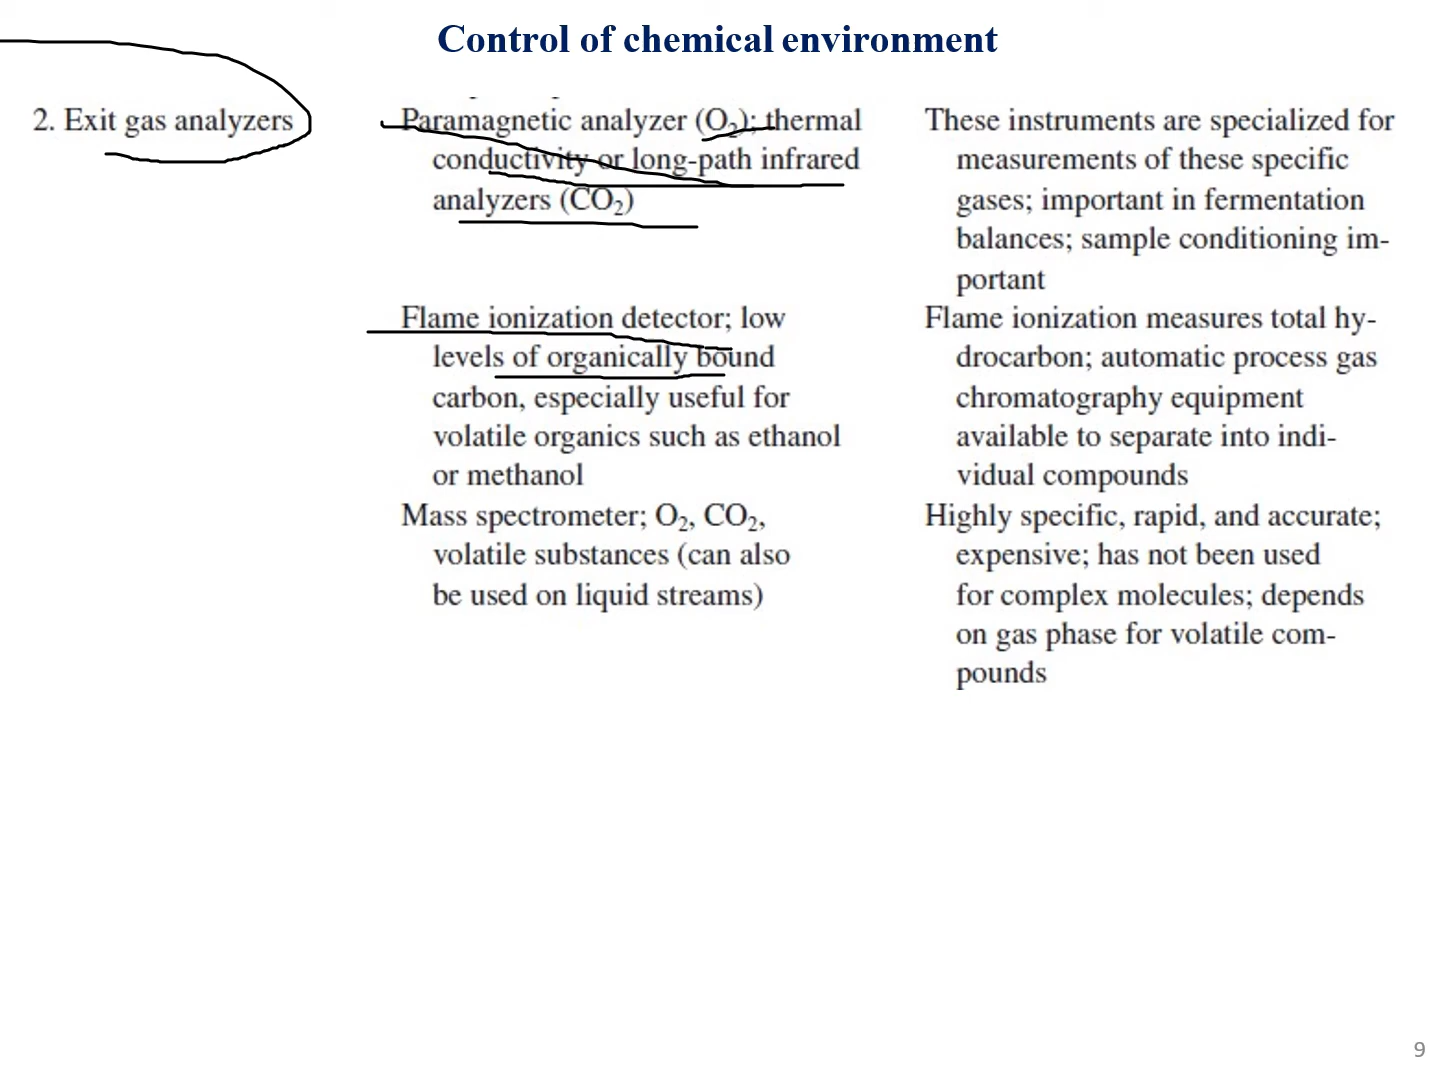 Control of chemical environment
2. Exit gas analyzers
Paramagnetic analyzer (O₂); thermal
conductivity or long-path infrared
analyzers (CO₂)
These instruments are specialized for
measurements of these specific
gases; important in fermentation
balances; sample conditioning im-
portant
Flame ionization detector; low
levels of organically bound
carbon, especially useful for
volatile organics such as ethanol
or methanol
Flame ionization measures total hy-
drocarbon; automatic process gas
chromatography equipment
available to separate into indi-
vidual compounds
Mass spectrometer; O₂, CO₂,
volatile substances (can also
be used on liquid streams)
Highly specific, rapid, and accurate;
expensive; has not been used
for complex molecules; depends
on gas phase for volatile com-
pounds
9